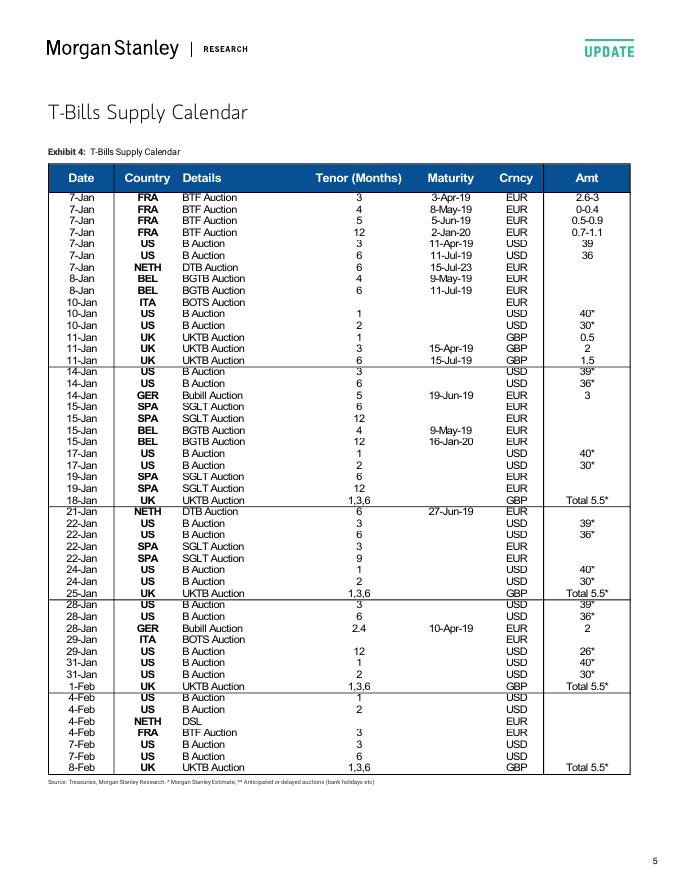 Morgan Stanley | RESEARCH
UPDATE
T-Bills Supply Calendar
Exhibit 4: T-Bills Supply Calendar
Date Country Details Tenor (Months) Maturity Crncy Amt
7-Jan FRA BTF Auction 3 3-Apr-19 EUR 2.6-3
7-Jan FRA BTF Auction 4 8-May-19 EUR 0-0.4
7-Jan FRA BTF Auction 5 5-Jun-19 EUR 0.5-0.9
7-Jan FRA BTF Auction 12 2-Jan-20 EUR 0.7-1.1
7-Jan US B Auction 3 11-Apr-19 USD 39
7-Jan US B Auction 6 11-Jul-19 USD 36
7-Jan NETH DTB Auction 6 15-Jul-23 EUR
8-Jan BEL BGTB Auction 4 9-May-19 EUR
8-Jan BEL BGTB Auction 6 11-Jul-19 EUR
10-Jan ITA BOTS Auction EUR
10-Jan US B Auction 1 USD 40*
10-Jan US B Auction 2 USD 30*
11-Jan UK UKTB Auction 1 GBP 0.5
11-Jan UK UKTB Auction 3 15-Apr-19 GBP 2
11-Jan UK UKTB Auction 6 15-Jul-19 GBP 1.5
14-Jan US B Auction 3 USD 39*
14-Jan US B Auction 6 USD 36*
14-Jan GER Bubill Auction 5 19-Jun-19 EUR 3
15-Jan SPA SGLT Auction 6 EUR
15-Jan SPA SGLT Auction 12 EUR
15-Jan BEL BGTB Auction 4 9-May-19 EUR
15-Jan BEL BGTB Auction 12 16-Jan-20 EUR
17-Jan US B Auction 1 USD 40*
17-Jan US B Auction 2 USD 30*
19-Jan SPA SGLT Auction 6 EUR
19-Jan SPA SGLT Auction 12 EUR
18-Jan UK UKTB Auction 1,3,6 GBP Total 5.5*
21-Jan NETH DTB Auction 6 27-Jun-19 EUR
22-Jan US B Auction 3 USD 39*
22-Jan US B Auction 6 USD 36*
22-Jan SPA SGLT Auction 3 EUR
22-Jan SPA SGLT Auction 9 EUR
24-Jan US B Auction 1 USD 40*
24-Jan US B Auction 2 USD 30*
25-Jan UK UKTB Auction 1,3,6 GBP Total 5.5*
28-Jan US B Auction 3 USD 39*
28-Jan US B Auction 6 USD 36*
28-Jan GER Bubill Auction 2.4 10-Apr-19 EUR 2
29-Jan ITA BOTS Auction EUR
29-Jan US B Auction 12 USD 26*
31-Jan US B Auction 1 USD 40*
31-Jan US B Auction 2 USD 30*
1-Feb UK UKTB Auction 1,3,6 GBP Total 5.5*
4-Feb US B Auction 1 USD
4-Feb US B Auction 2 USD
4-Feb NETH DSL EUR
4-Feb FRA BTF Auction 3 EUR
7-Feb US B Auction 3 USD
7-Feb US B Auction 6 USD
8-Feb UK UKTB Auction 1,3,6 GBP Total 5.5*
Source: Treasuries, Morgan Stanley Research. * Morgan Stanley Estimate; ** Anticipated or delayed auctions (bank holidays etc)
5